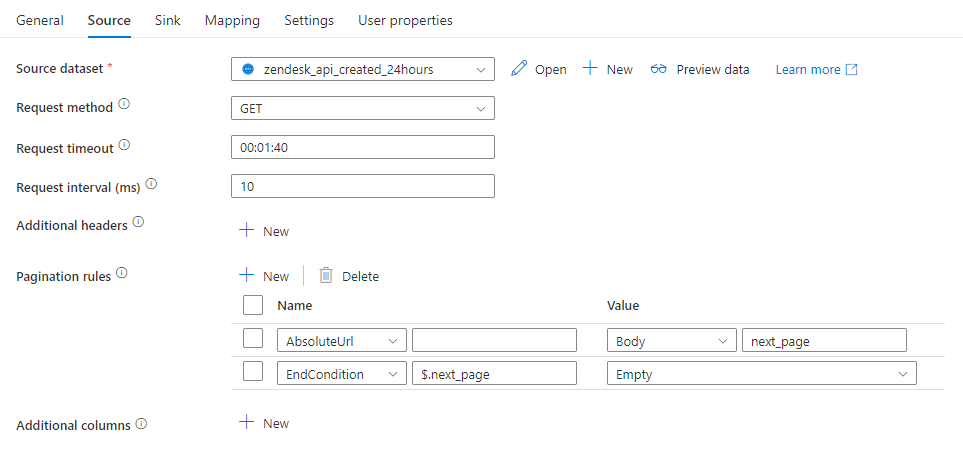 General Source Sink Mapping Settings User properties
Source dataset * zendesk_api_created_24hours Open New Preview data Learn more
Request method GET
Request timeout 00:01:40
Request interval (ms) 10
Additional headers New
Pagination rules New Delete
Name Value
AbsoluteUrl Body next_page
EndCondition $.next_page Empty
Additional columns New